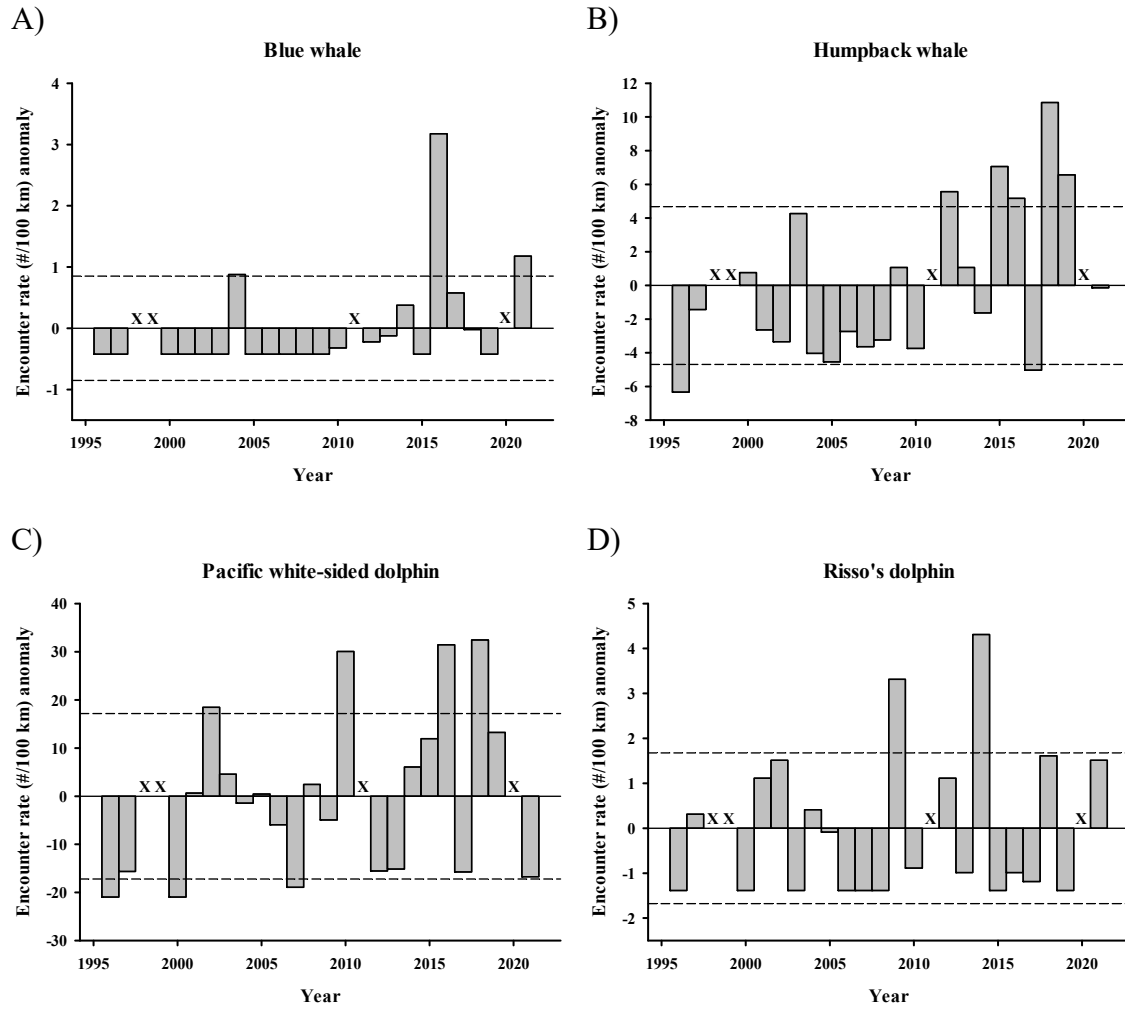 A)
Blue whale
Encounter rate (#/100 km) anomaly
4
3
2
1
0
-1
X X
X
X
1995 2000 2005 2010 2015 2020
Year
B)
Humpback whale
Encounter rate (#/100 km) anomaly
12
10
8
6
4
2
0
-2
-4
-6
-8
X X
X
X
1995 2000 2005 2010 2015 2020
Year
C)
Pacific white-sided dolphin
Encounter rate (#/100 km) anomaly
40
30
20
10
0
-10
-20
-30
X X
X
X
1995 2000 2005 2010 2015 2020
Year
D)
Risso's dolphin
Encounter rate (#/100 km) anomaly
5
4
3
2
1
0
-1
-2
X X
X
X
1995 2000 2005 2010 2015 2020
Year